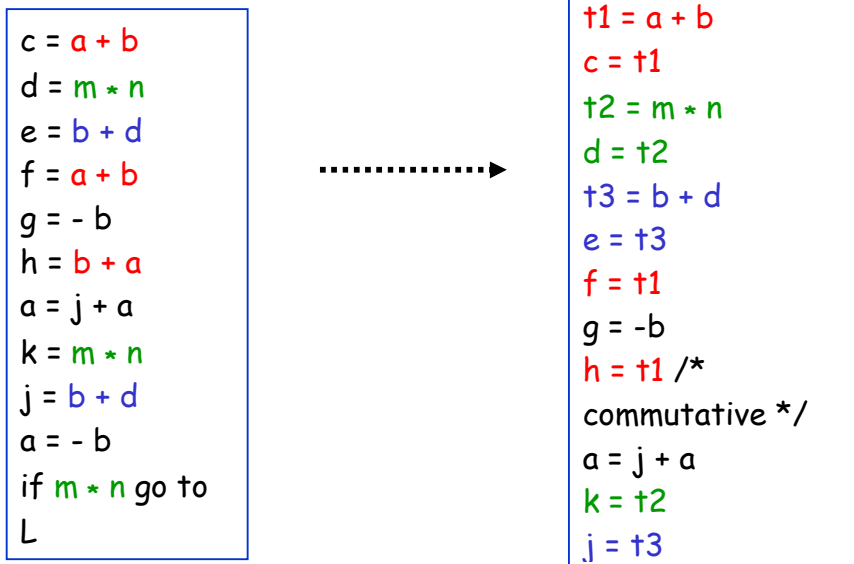 c = a + b
d = m * n
e = b + d
f = a + b
g = - b
h = b + a
a = j + a
k = m * n
j = b + d
a = - b
if m * n go to
L
t1 = a + b
c = t1
t2 = m * n
d = t2
t3 = b + d
e = t3
f = t1
g = -b
h = t1 /*
commutative */
a = j + a
k = t2
j = t3